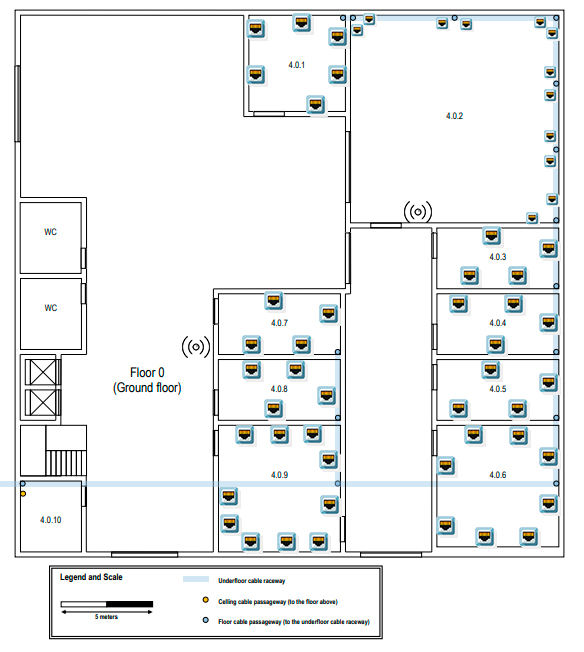 4.0.1
4.0.2
WC
4.0.3
WC
4.0.7
4.0.4
Floor 0
(Ground floor)
4.0.8
4.0.5
4.0.9
4.0.6
4.0.10
Legend and Scale
Underfloor cable raceway
Celling cable passageway (to the floor above)
5 meters
Floor cable passageway (to the underfloor cable raceway)